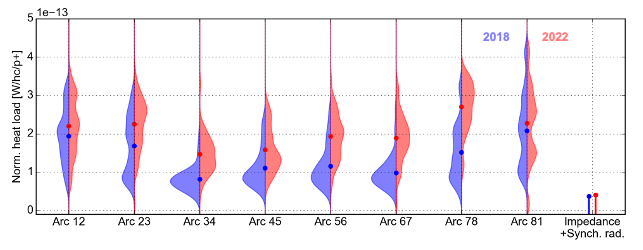 1e−13
2018 2022
Norm. heat load [W/hc/p+]
5
4
3
2
1
0
Arc 12 Arc 23 Arc 34 Arc 45 Arc 56 Arc 67 Arc 78 Arc 81 Impedance
+Synch. rad.